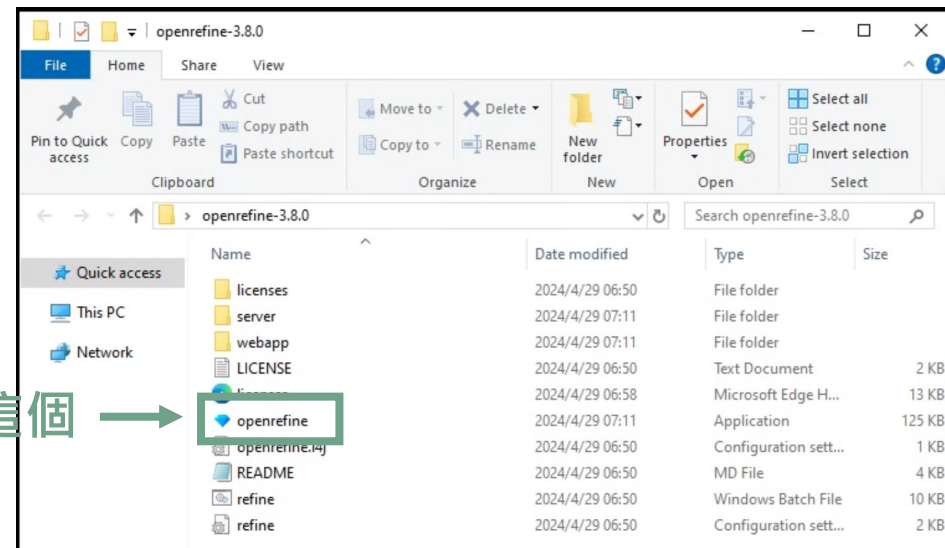 openrefine-3.8.0
File Home Share View
Pin to Quick access
Copy
Paste
Cut
Copy path
Paste shortcut
Clipboard
Move to
Copy to
Delete
Rename
Organize
New folder
New
Properties
Open
Select all
Select none
Invert selection
Select
openrefine-3.8.0
Search openrefine-3.8.0
Quick access
This PC
Network
Name Date modified Type Size
licenses 2024/4/29 06:50 File folder
server 2024/4/29 07:11 File folder
webapp 2024/4/29 06:50 File folder
LICENSE 2024/4/29 06:50 Text Document 2 KB
licenses 2024/4/29 06:58 Microsoft Edge H... 13 KB
這個
openrefine 2024/4/29 07:11 Application 125 KB
openrefine.l4j 2024/4/29 06:50 Configuration sett... 1 KB
README 2024/4/29 06:50 MD File 4 KB
refine 2024/4/29 06:50 Windows Batch File 10 KB
refine 2024/4/29 06:50 Configuration sett... 2 KB